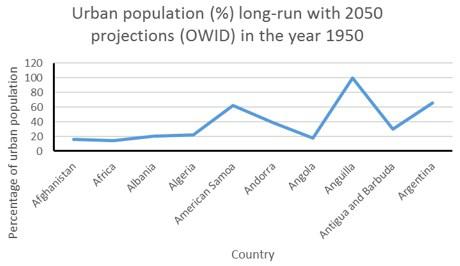 Urban population (%) long-run with 2050
projections (OWID) in the year 1950
Percentage of urban population
120
100
80
60
40
20
0
Afghanistan
Africa
Albania
Algeria
American Samoa
Andorra
Angola
Anguilla
Antigua and Barbuda
Argentina
Country